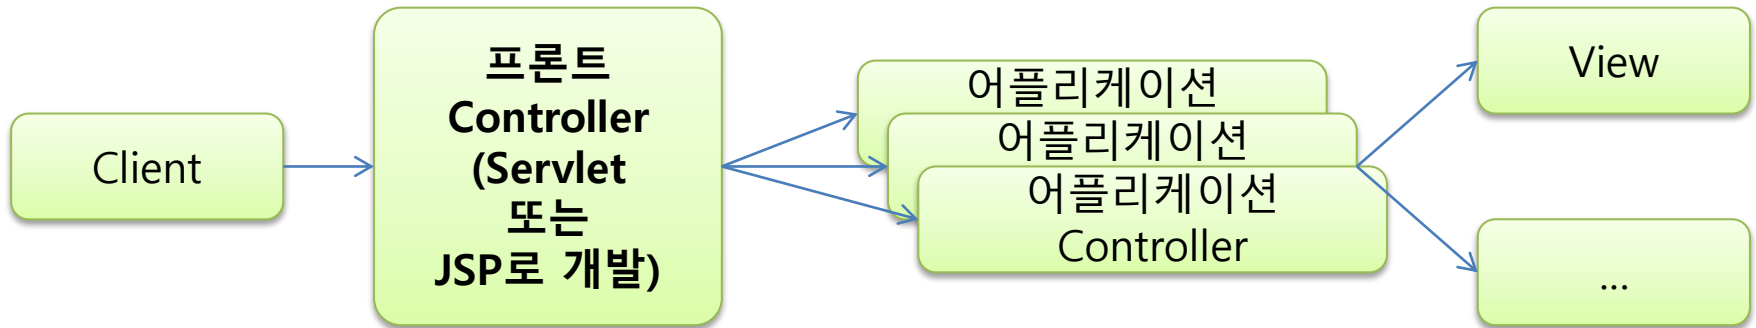 Client
프론트
Controller
(Servlet
또는
JSP로 개발)
어플리케이션
어플리케이션
어플리케이션
Controller
View
...